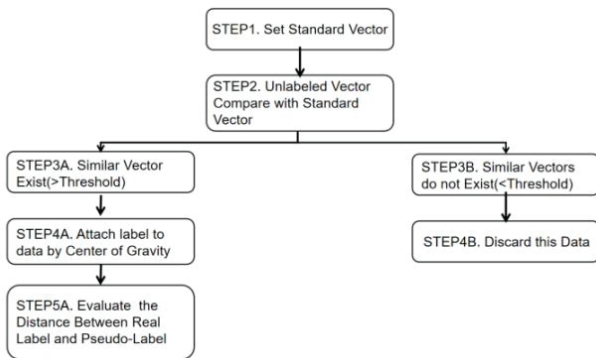 STEP1. Set Standard Vector
STEP2. Unlabeled Vector
Compare with Standard
Vector
STEP3A. Similar Vector
Exist(>Threshold)
STEP3B. Similar Vectors
do not Exist(<Threshold)
STEP4A. Attach label to
data by Center of Gravity
STEP4B. Discard this Data
STEP5A. Evaluate the
Distance Between Real
Label and Pseudo-Label